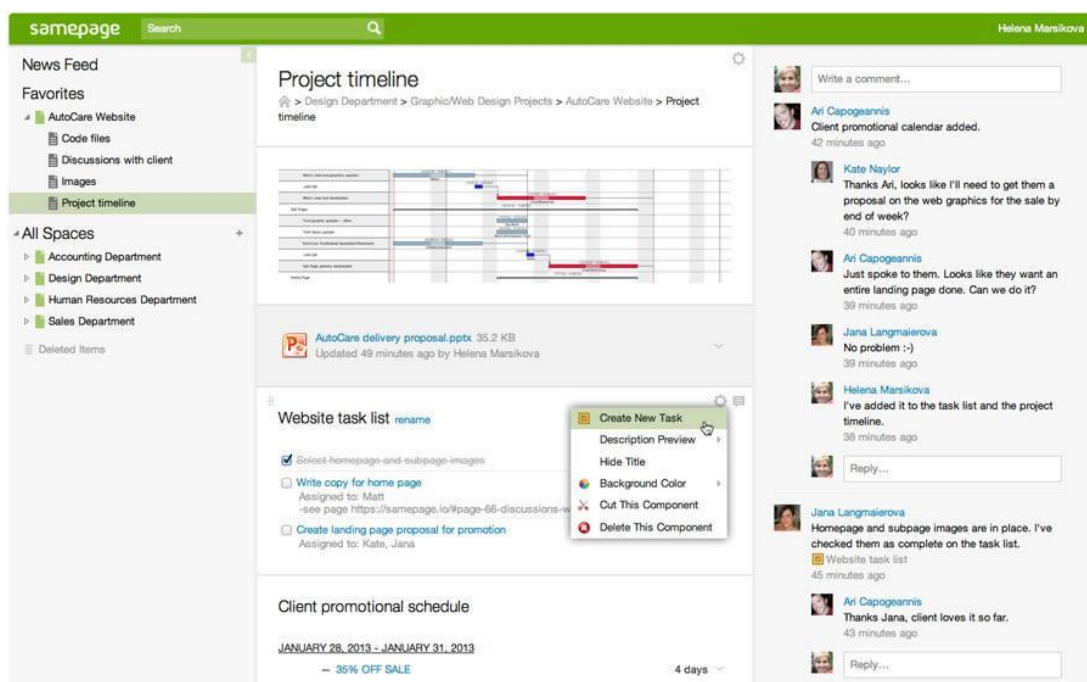 samepage
Search
Helena Marsikova
News Feed
Favorites
AutoCare Website
Code files
Discussions with client
Images
Project timeline
All Spaces
+
Accounting Department
Design Department
Human Resources Department
Sales Department
Deleted Items
Project timeline
> Design Department > Graphic/Web Design Projects > AutoCare Website > Project
timeline
AutoCare delivery proposal.pptx 35.2 KB
Updated 49 minutes ago by Helena Marsikova
Website task list rename
Select homepage and subpage images
Write copy for home page
Assigned to: Matt
-see page https://samepage.io/#page-66-discussions-w
Create landing page proposal for promotion
Assigned to: Kate, Jana
Create New Task
Description Preview
Hide Title
Background Color
Cut This Component
Delete This Component
Client promotional schedule
JANUARY 28, 2013 - JANUARY 31, 2013
– 35% OFF SALE 4 days
Write a comment...
Ari Capogeannis
Client promotional calendar added.
42 minutes ago
Kate Naylor
Thanks Ari, looks like I'll need to get them a
proposal on the web graphics for the sale by
end of week?
40 minutes ago
Ari Capogeannis
Just spoke to them. Looks like they want an
entire landing page done. Can we do it?
39 minutes ago
Jana Langmaierova
No problem :-)
39 minutes ago
Helena Marsikova
I've added it to the task list and the project
timeline.
38 minutes ago
Reply...
Jana Langmaierova
Homepage and subpage images are in place. I've
checked them as complete on the task list.
Website task list
45 minutes ago
Ari Capogeannis
Thanks Jana, client loves it so far.
43 minutes ago
Reply...